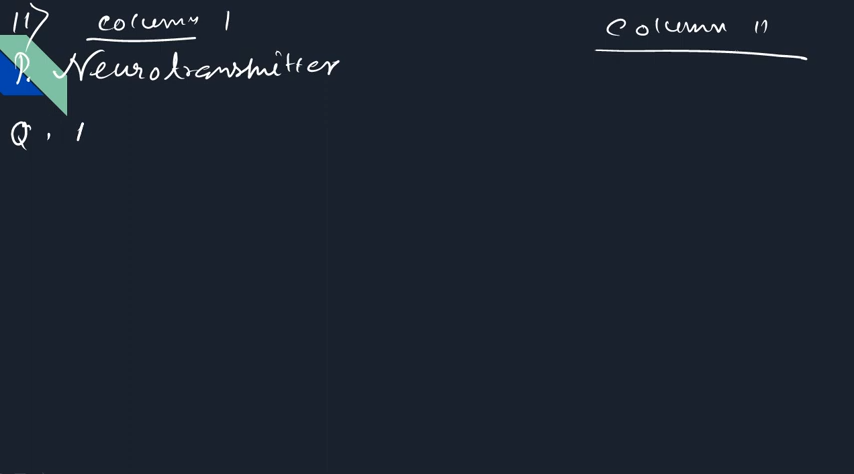 11) column 1 Column 11
P. Neurotransmitter
Q. 1